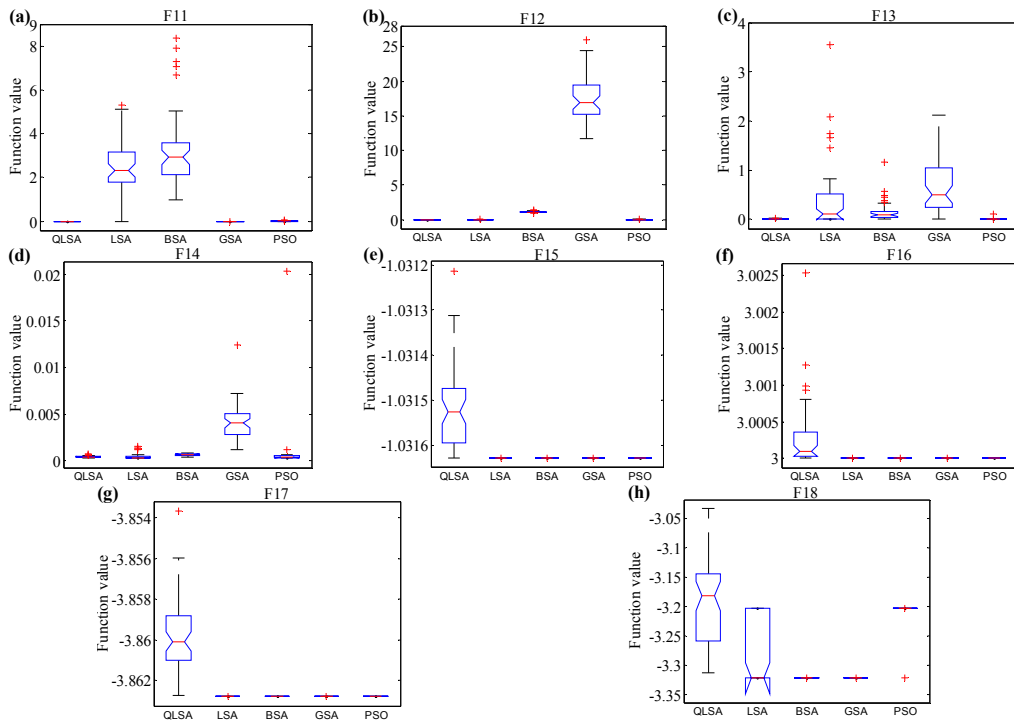 (a)
F11
Function value
9
8
6
4
2
0
QLSA LSA BSA GSA PSO
(b)
F12
Function value
28
25
20
15
10
5
0
QLSA LSA BSA GSA PSO
(c)
F13
Function value
4
3
2
1
0
QLSA LSA BSA GSA PSO
(d)
F14
Function value
0.02
0.015
0.01
0.005
0
QLSA LSA BSA GSA PSO
(e)
F15
Function value
-1.0312
-1.0313
-1.0314
-1.0315
-1.0316
QLSA LSA BSA GSA PSO
(f)
F16
Function value
3.0025
3.002
3.0015
3.001
3.0005
3
QLSA LSA BSA GSA PSO
(g)
F17
Function value
-3.854
-3.856
-3.858
-3.86
-3.862
QLSA LSA BSA GSA PSO
(h)
F18
Function value
-3.05
-3.1
-3.15
-3.2
-3.25
-3.3
-3.35
QLSA LSA BSA GSA PSO